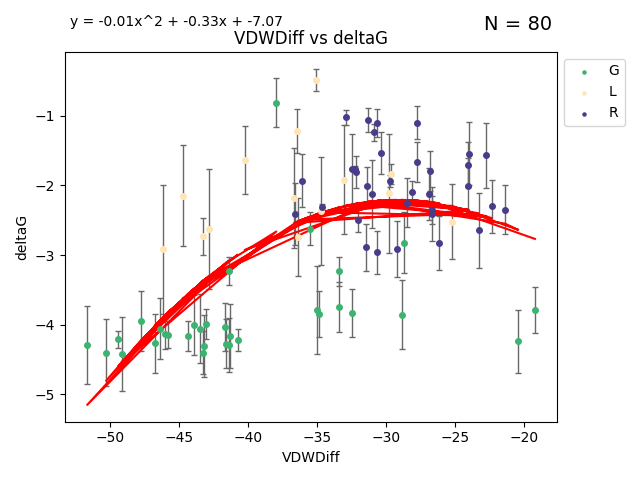 y = -0.01x^2 + -0.33x + -7.07
N = 80
VDWDiff vs deltaG
G
L
R
deltaG
−1
−2
−3
−4
−5
−50
−45
−40
−35
−30
−25
−20
VDWDiff